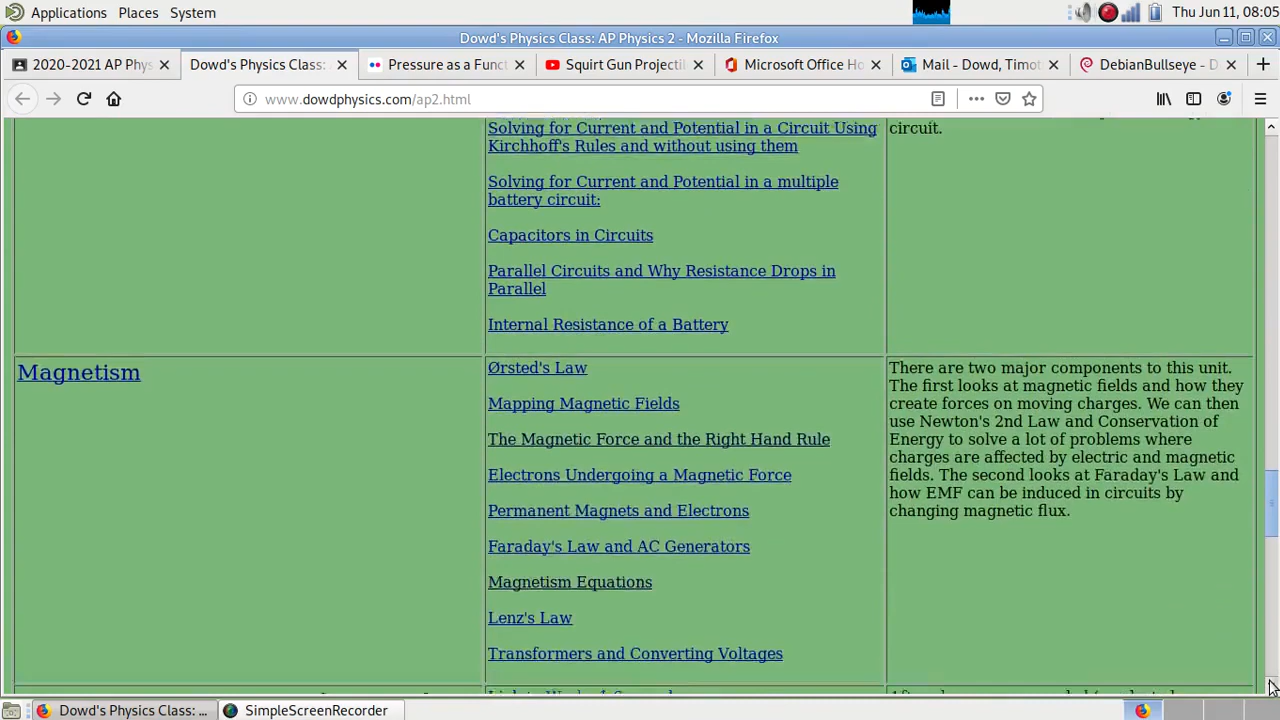 Applications Places System Thu Jun 11, 08:05
Dowd's Physics Class: AP Physics 2 - Mozilla Firefox
2020-2021 AP Phys
Dowd's Physics Class:
Pressure as a Func
Squirt Gun Projectil
Microsoft Office Ho
Mail - Dowd, Timot
DebianBullseye - D
www.dowdphysics.com/ap2.html
Solving for Current and Potential in a Circuit Using
Kirchhoff's Rules and without using them
Solving for Current and Potential in a multiple
battery circuit:
Capacitors in Circuits
Parallel Circuits and Why Resistance Drops in
Parallel
Internal Resistance of a Battery
circuit.
Magnetism
Ørsted's Law
Mapping Magnetic Fields
The Magnetic Force and the Right Hand Rule
Electrons Undergoing a Magnetic Force
Permanent Magnets and Electrons
Faraday's Law and AC Generators
Magnetism Equations
Lenz's Law
Transformers and Converting Voltages
There are two major components to this unit.
The first looks at magnetic fields and how they
create forces on moving charges. We can then
use Newton's 2nd Law and Conservation of
Energy to solve a lot of problems where
charges are affected by electric and magnetic
fields. The second looks at Faraday's Law and
how EMF can be induced in circuits by
changing magnetic flux.
Dowd's Physics Class: ...
SimpleScreenRecorder